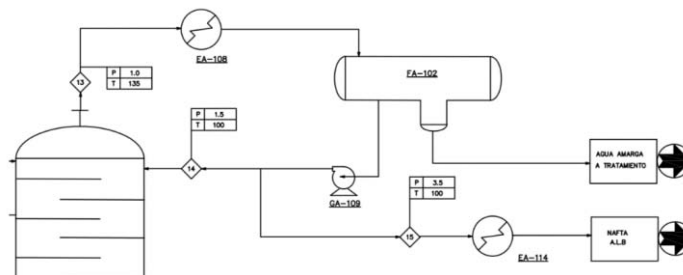 EA-108
FA-102
13
P 1.0
T 135
P 1.5
T 100
14
GA-109
P 3.5
T 100
15
EA-114
AGUA AMARGA
A TRATAMIENTO
NAFTA
A.L.B